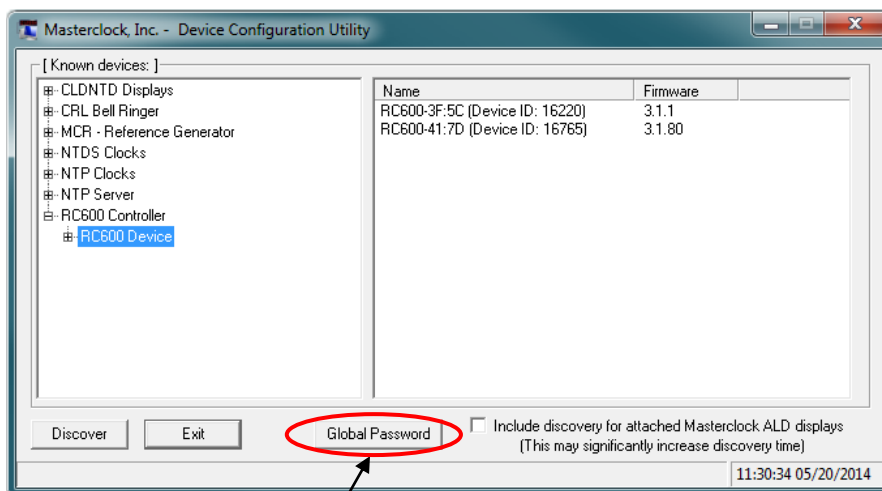 Masterclock, Inc. - Device Configuration Utility
[ Known devices: ]
CLDNTD Displays
CRL Bell Ringer
MCR - Reference Generator
NTDS Clocks
NTP Clocks
NTP Server
RC600 Controller
RC600 Device
Name Firmware
RC600-3F:5C (Device ID: 16220) 3.1.1
RC600-41:7D (Device ID: 16765) 3.1.80
Discover Exit Global Password Include discovery for attached Masterclock ALD displays
(This may significantly increase discovery time)
11:30:34 05/20/2014